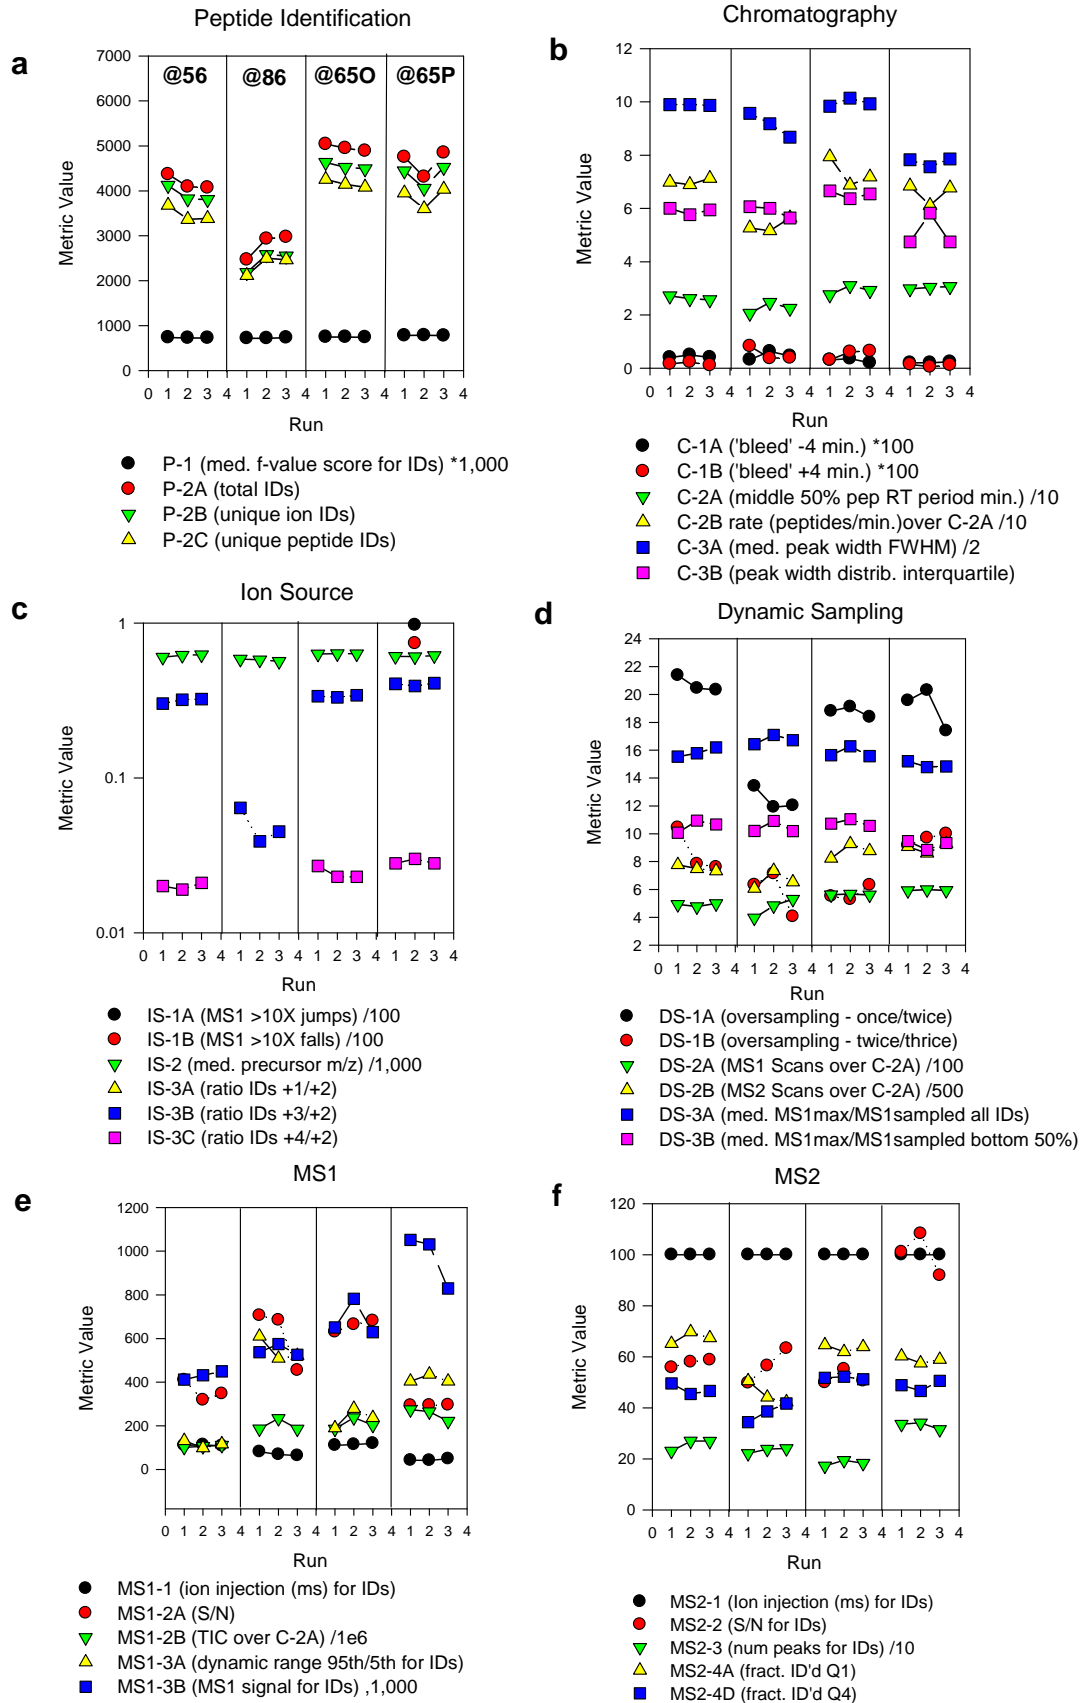 Peptide Identification
a
7000
6000
5000
4000
3000
2000
1000
0
Metric Value
@56
@86
@65O
@65P
0 1 2 3 4 1 2 3 4 1 2 3 4 1 2 3 4
Run
P-1 (med. f-value score for IDs) *1,000
P-2A (total IDs)
P-2B (unique ion IDs)
P-2C (unique peptide IDs)
Chromatography
b
12
10
8
6
4
2
0
Metric Value
0 1 2 3 4 1 2 3 4 1 2 3 4 1 2 3 4
Run
C-1A ('bleed' -4 min.) *100
C-1B ('bleed' +4 min.) *100
C-2A (middle 50% pep RT period min.) /10
C-2B rate (peptides/min.)over C-2A /10
C-3A (med. peak width FWHM) /2
C-3B (peak width distrib. interquartile)
Ion Source
c
1
0.1
0.01
Metric Value
0 1 2 3 4 1 2 3 4 1 2 3 4 1 2 3 4
Run
IS-1A (MS1 >10X jumps) /100
IS-1B (MS1 >10X falls) /100
IS-2 (med. precursor m/z) /1,000
IS-3A (ratio IDs +1/+2)
IS-3B (ratio IDs +3/+2)
IS-3C (ratio IDs +4/+2)
Dynamic Sampling
d
24
22
20
18
16
14
12
10
8
6
4
2
Metric Value
0 1 2 3 4 1 2 3 4 1 2 3 4 1 2 3 4
Run
DS-1A (oversampling - once/twice)
DS-1B (oversampling - twice/thrice)
DS-2A (MS1 Scans over C-2A) /100
DS-2B (MS2 Scans over C-2A) /500
DS-3A (med. MS1max/MS1sampled all IDs)
DS-3B (med. MS1max/MS1sampled bottom 50%)
MS1
e
1200
1000
800
600
400
200
0
Metric Value
0 1 2 3 4 1 2 3 4 1 2 3 4 1 2 3 4
Run
MS1-1 (ion injection (ms) for IDs)
MS1-2A (S/N)
MS1-2B (TIC over C-2A) /1e6
MS1-3A (dynamic range 95th/5th for IDs)
MS1-3B (MS1 signal for IDs) ,1,000
MS2
f
120
100
80
60
40
20
0
Metric Value
0 1 2 3 4 1 2 3 4 1 2 3 4 1 2 3 4
Run
MS2-1 (Ion injection (ms) for IDs)
MS2-2 (S/N for IDs)
MS2-3 (num peaks for IDs) /10
MS2-4A (fract. ID'd Q1)
MS2-4D (fract. ID'd Q4)